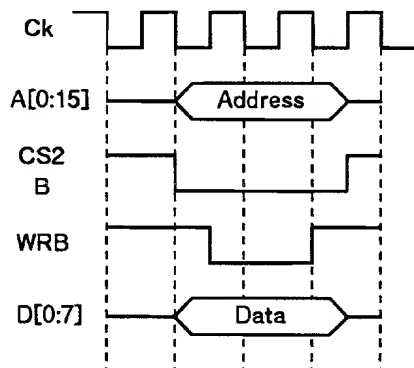 Ck
A[0:15]
Address
CS2
B
WRB
D[0:7]
Data